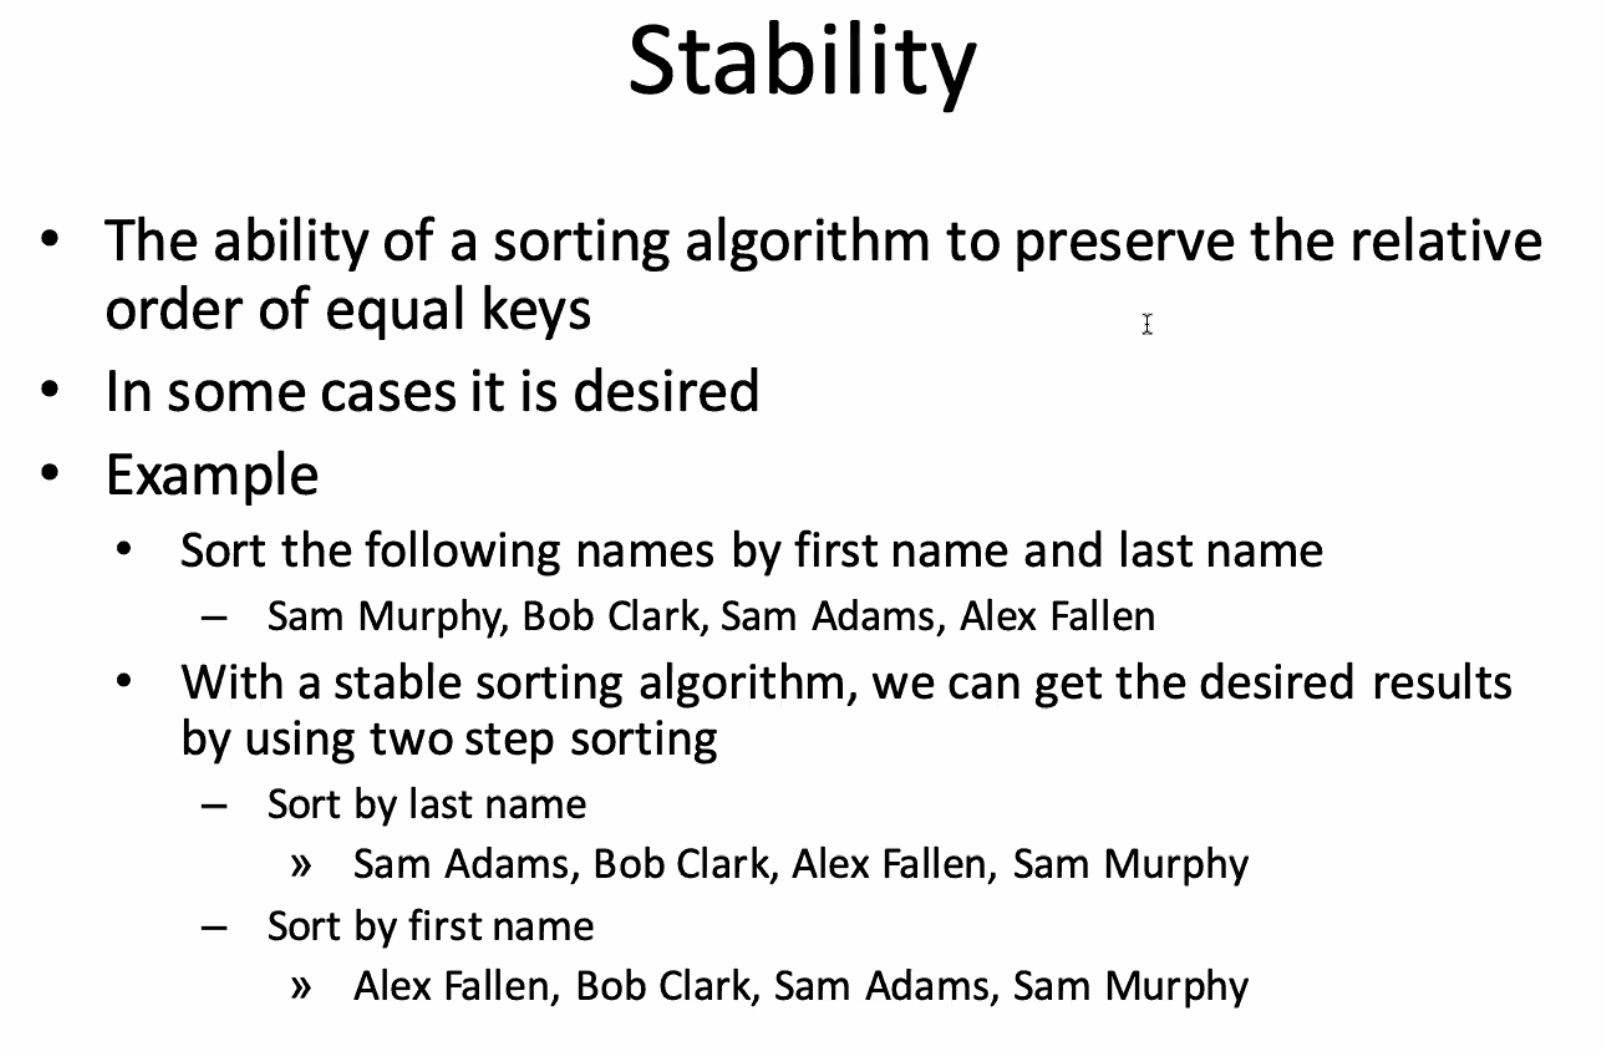 Stability
• The ability of a sorting algorithm to preserve the relative
order of equal keys
• In some cases it is desired
• Example
• Sort the following names by first name and last name
– Sam Murphy, Bob Clark, Sam Adams, Alex Fallen
• With a stable sorting algorithm, we can get the desired results
by using two step sorting
– Sort by last name
» Sam Adams, Bob Clark, Alex Fallen, Sam Murphy
– Sort by first name
» Alex Fallen, Bob Clark, Sam Adams, Sam Murphy